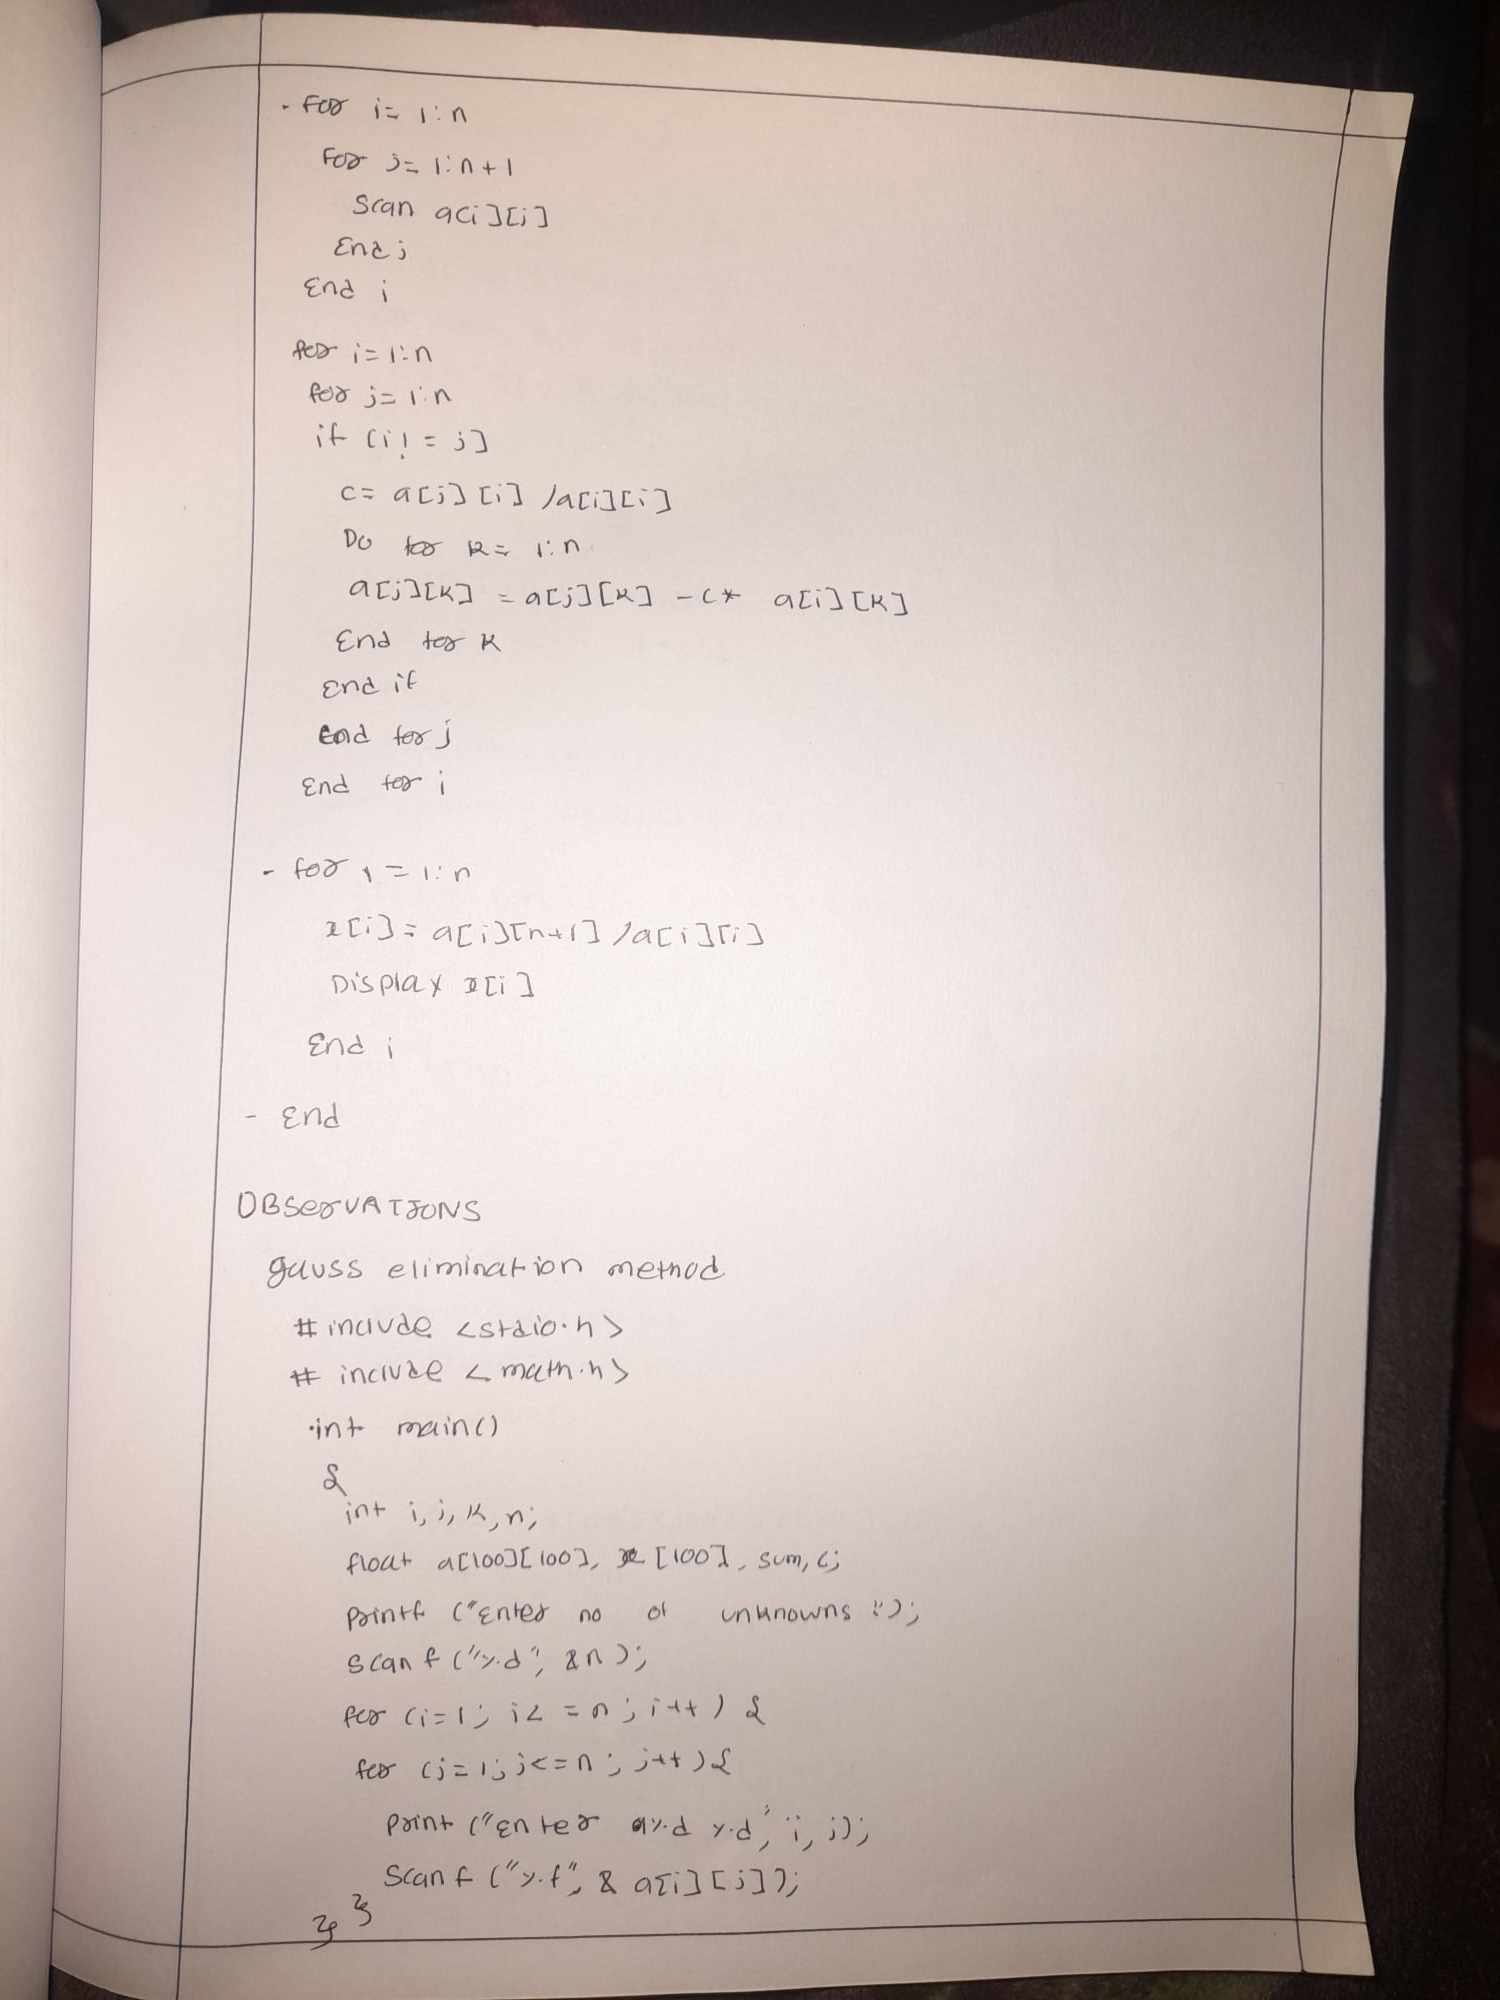 - For i= 1:n
For j= 1:n+1
Scan a[i][j]
End j
End i
for i=1:n
for j=1:n
if (i!=j]
c= a[j][i] /a[i][i]
Do for k= 1:n
a[j][k] = a[j][k] -c* a[i][k]
End for k
End if
End for j
End for i
- for i=1:n
x[i]= a[i][n+1] /a[i][i]
Display x[i]
End i
- End
OBSerVATIONS
gauss elimination method
# include <stdio.h>
# include <math.h>
int main()
{
int i, j, k, n;
float a[100][100], x[100], sum, c;
printf ("Enter no of unknowns :");
scanf ("%d", &n);
for (i=1; i<=n; i++) {
for (j=1; j<=n; j++) {
print ("Enter a%d %d", i, j);
Scanf ("%f", & a[i][j]);
} }